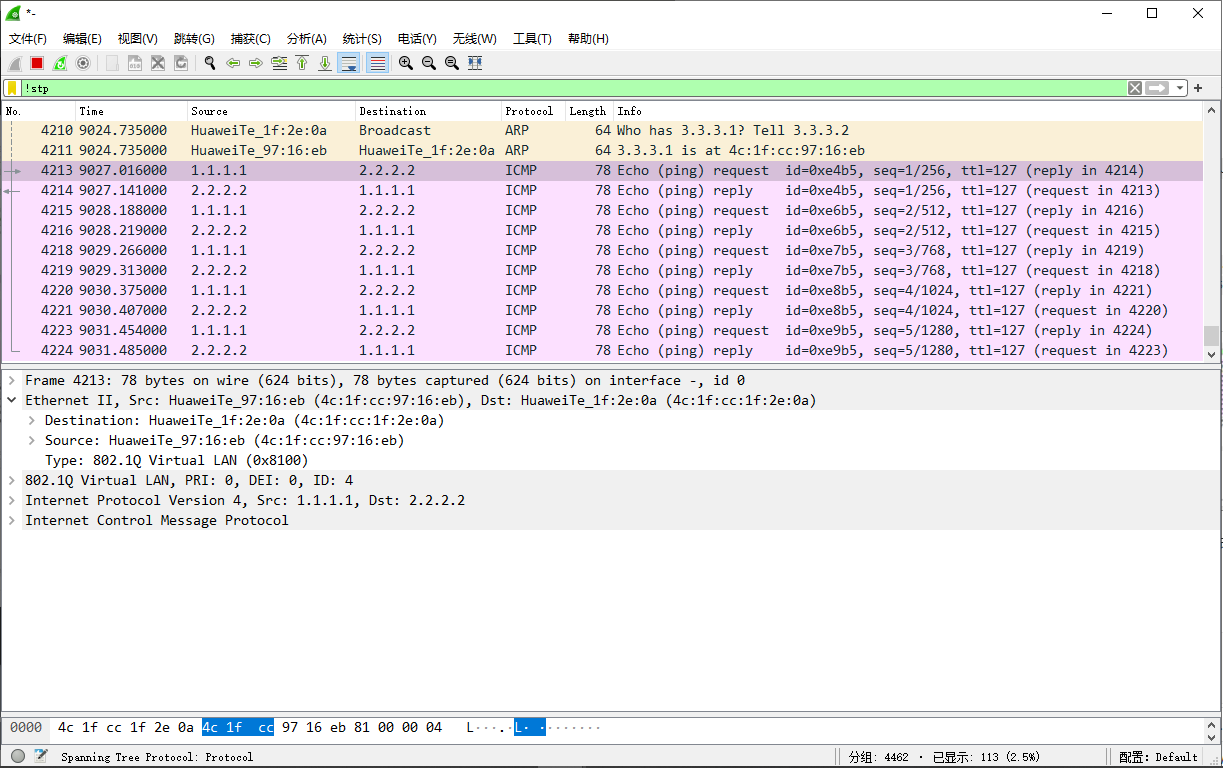 *-
文件(F) 编辑(E) 视图(V) 跳转(G) 捕获(C) 分析(A) 统计(S) 电话(Y) 无线(W) 工具(T) 帮助(H)
!stp
No. Time Source Destination Protocol Length Info
4210 9024.735000 HuaweiTe_1f:2e:0a Broadcast ARP 64 Who has 3.3.3.1? Tell 3.3.3.2
4211 9024.735000 HuaweiTe_97:16:eb HuaweiTe_1f:2e:0a ARP 64 3.3.3.1 is at 4c:1f:cc:97:16:eb
4213 9027.016000 1.1.1.1 2.2.2.2 ICMP 78 Echo (ping) request id=0xe4b5, seq=1/256, ttl=127 (reply in 4214)
4214 9027.141000 2.2.2.2 1.1.1.1 ICMP 78 Echo (ping) reply id=0xe4b5, seq=1/256, ttl=127 (request in 4213)
4215 9028.188000 1.1.1.1 2.2.2.2 ICMP 78 Echo (ping) request id=0xe6b5, seq=2/512, ttl=127 (reply in 4216)
4216 9028.219000 2.2.2.2 1.1.1.1 ICMP 78 Echo (ping) reply id=0xe6b5, seq=2/512, ttl=127 (request in 4215)
4218 9029.266000 1.1.1.1 2.2.2.2 ICMP 78 Echo (ping) request id=0xe7b5, seq=3/768, ttl=127 (reply in 4219)
4219 9029.313000 2.2.2.2 1.1.1.1 ICMP 78 Echo (ping) reply id=0xe7b5, seq=3/768, ttl=127 (request in 4218)
4220 9030.375000 1.1.1.1 2.2.2.2 ICMP 78 Echo (ping) request id=0xe8b5, seq=4/1024, ttl=127 (reply in 4221)
4221 9030.407000 2.2.2.2 1.1.1.1 ICMP 78 Echo (ping) reply id=0xe8b5, seq=4/1024, ttl=127 (request in 4220)
4223 9031.454000 1.1.1.1 2.2.2.2 ICMP 78 Echo (ping) request id=0xe9b5, seq=5/1280, ttl=127 (reply in 4224)
4224 9031.485000 2.2.2.2 1.1.1.1 ICMP 78 Echo (ping) reply id=0xe9b5, seq=5/1280, ttl=127 (request in 4223)
Frame 4213: 78 bytes on wire (624 bits), 78 bytes captured (624 bits) on interface -, id 0
Ethernet II, Src: HuaweiTe_97:16:eb (4c:1f:cc:97:16:eb), Dst: HuaweiTe_1f:2e:0a (4c:1f:cc:1f:2e:0a)
Destination: HuaweiTe_1f:2e:0a (4c:1f:cc:1f:2e:0a)
Source: HuaweiTe_97:16:eb (4c:1f:cc:97:16:eb)
Type: 802.1Q Virtual LAN (0x8100)
802.1Q Virtual LAN, PRI: 0, DEI: 0, ID: 4
Internet Protocol Version 4, Src: 1.1.1.1, Dst: 2.2.2.2
Internet Control Message Protocol
0000 4c 1f cc 1f 2e 0a 4c 1f cc 97 16 eb 81 00 00 04 L···.·L· ········
Spanning Tree Protocol: Protocol 分组: 4462 · 已显示: 113 (2.5%) 配置: Default